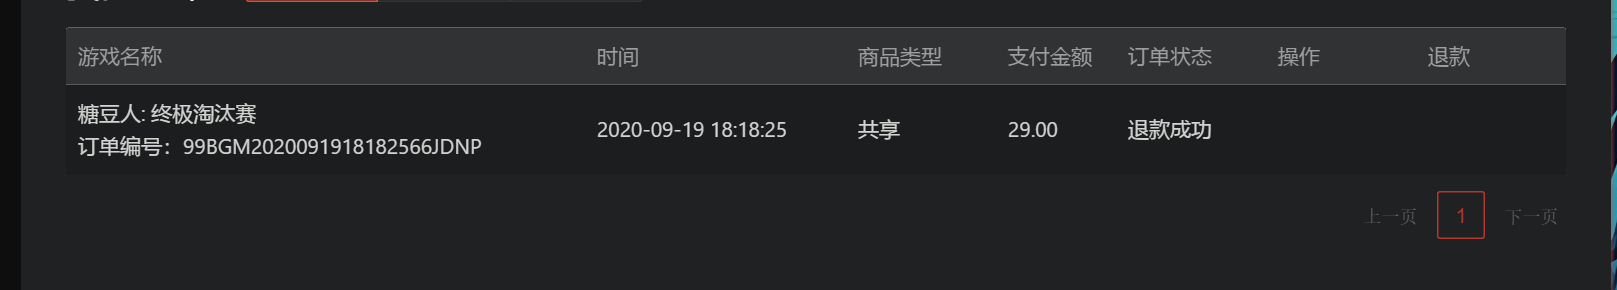 游戏名称 时间 商品类型 支付金额 订单状态 操作 退款
糖豆人: 终极淘汰赛
订单编号：99BGM2020091918182566JDNP
2020-09-19 18:18:25 共享 29.00 退款成功
上一页 1 下一页